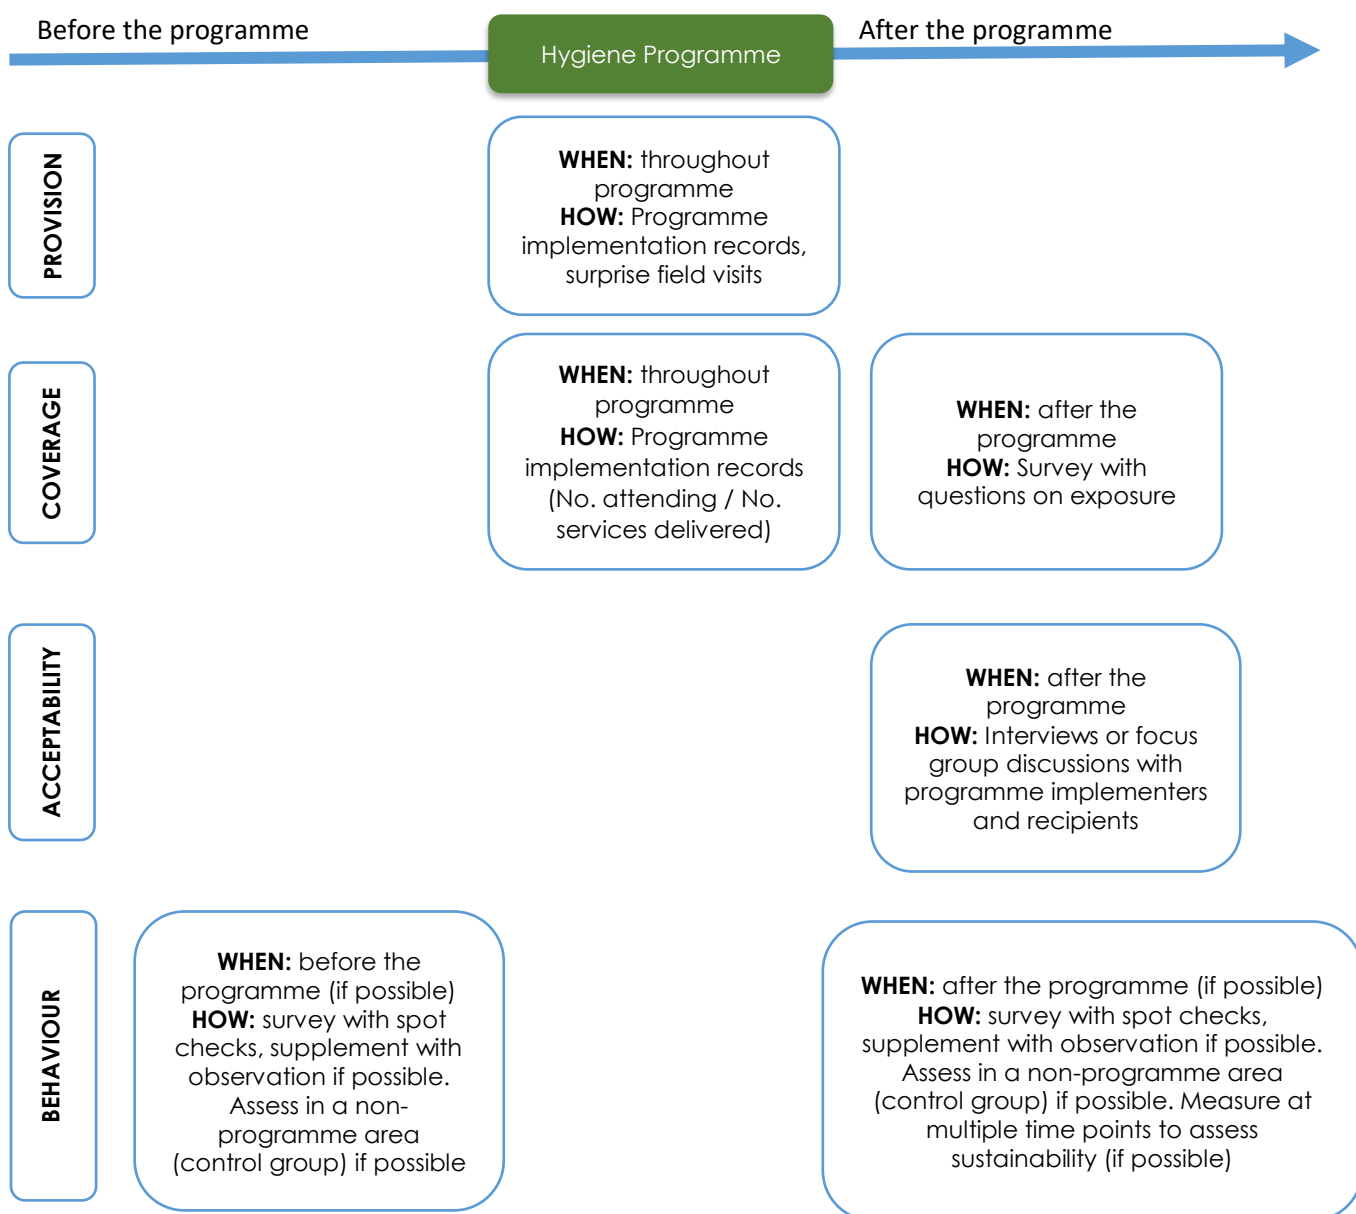 Before the programme
Hygiene Programme
After the programme
PROVISION
WHEN: throughout
programme
HOW: Programme
implementation records,
surprise field visits
COVERAGE
WHEN: throughout
programme
HOW: Programme
implementation records
(No. attending / No.
services delivered)
WHEN: after the
programme
HOW: Survey with
questions on exposure
ACCEPTABILITY
WHEN: after the
programme
HOW: Interviews or focus
group discussions with
programme implementers
and recipients
BEHAVIOUR
WHEN: before the
programme (if possible)
HOW: survey with spot
checks, supplement with
observation if possible.
Assess in a non-
programme area
(control group) if possible
WHEN: after the programme (if possible)
HOW: survey with spot checks,
supplement with observation if possible.
Assess in a non-programme area
(control group) if possible. Measure at
multiple time points to assess
sustainability (if possible)